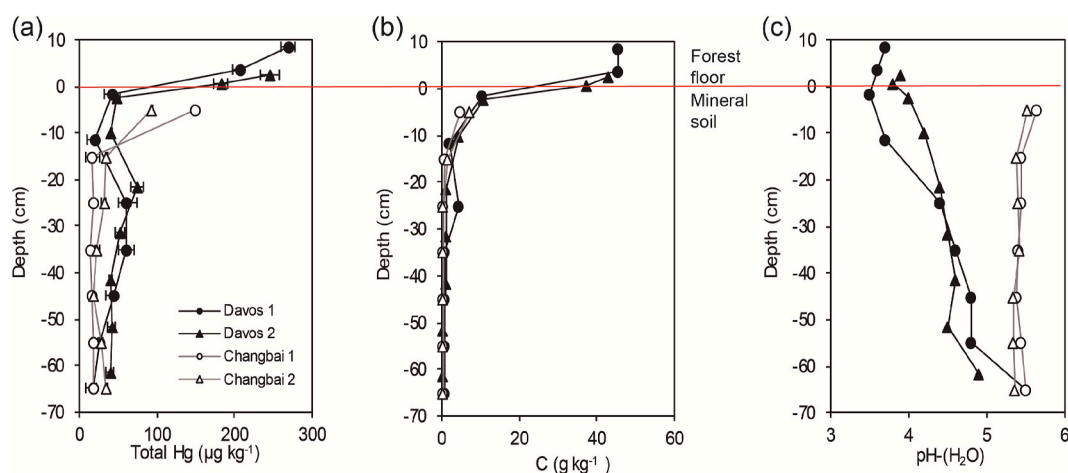 (a)
10
0
-10
-20
-30
-40
-50
-60
-70
Depth (cm)
0 100 200 300
Total Hg (µg kg⁻¹)
Davos 1
Davos 2
Changbai 1
Changbai 2
(b)
10
0
-10
-20
-30
-40
-50
-60
-70
Depth (cm)
0 20 40 60
C (g kg⁻¹)
Forest
floor
Mineral
soil
(c)
10
0
-10
-20
-30
-40
-50
-60
-70
Depth (cm)
3 4 5 6
pH-(H₂O)